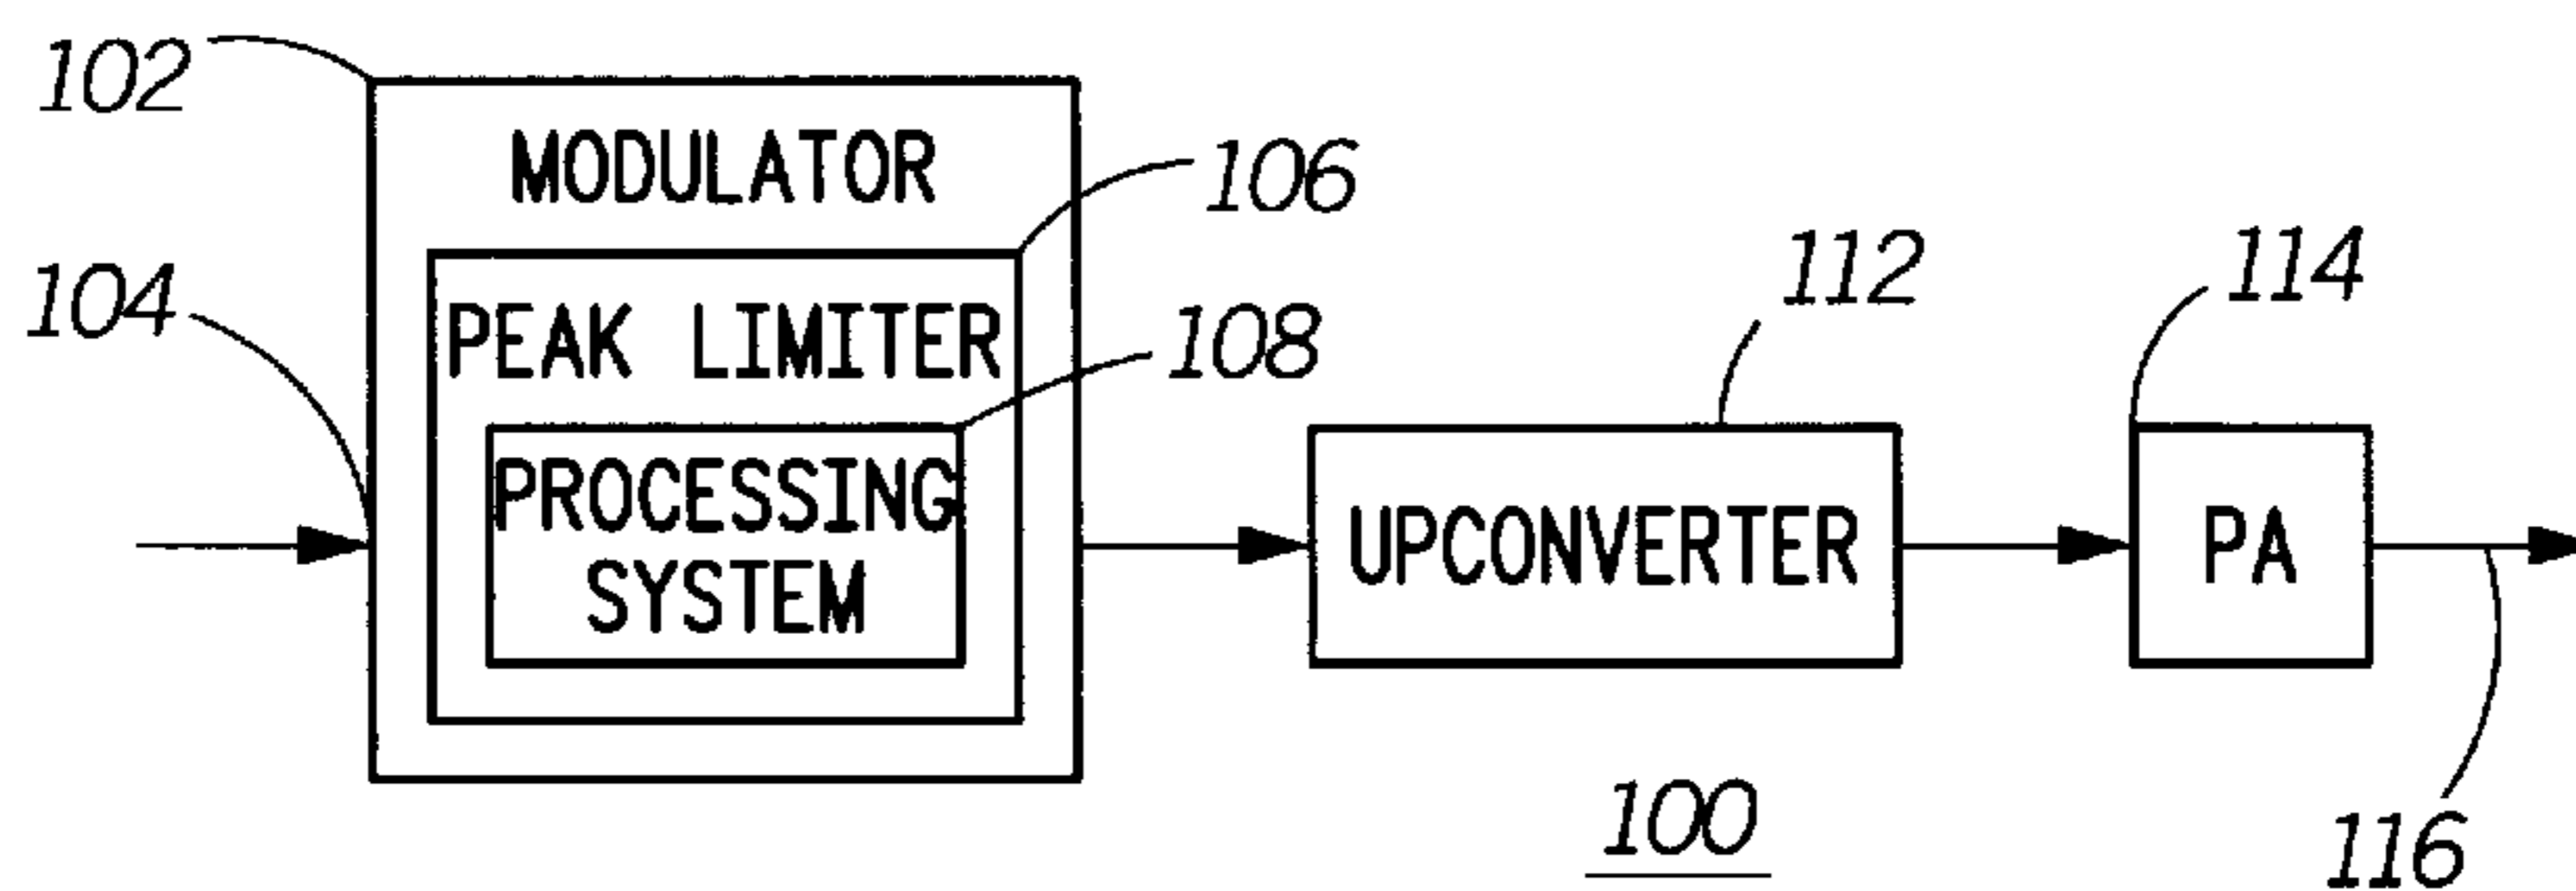 102
MODULATOR
106
104
PEAK LIMITER
108
112
114
PROCESSING
SYSTEM
UPCONVERTER
PA
100
116